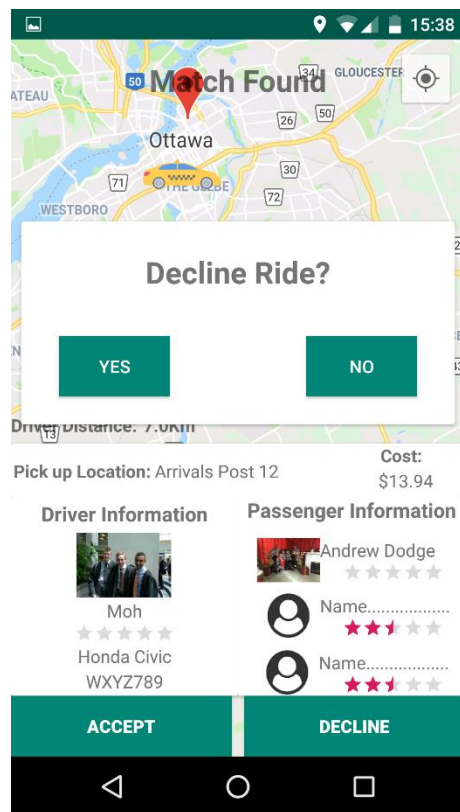 15:38
Match Found
50
34
GLOUCESTER
ATEAU
26
50
Ottawa
30
71
THE GLEBE
72
WESTBORO
Decline Ride?
YES
NO
Driver Distance: 7.0Km
13
Pick up Location: Arrivals Post 12
Cost:
$13.94
Driver Information
Passenger Information
Andrew Dodge
Moh
Name.................
Honda Civic
Name.................
WXYZ789
ACCEPT
DECLINE